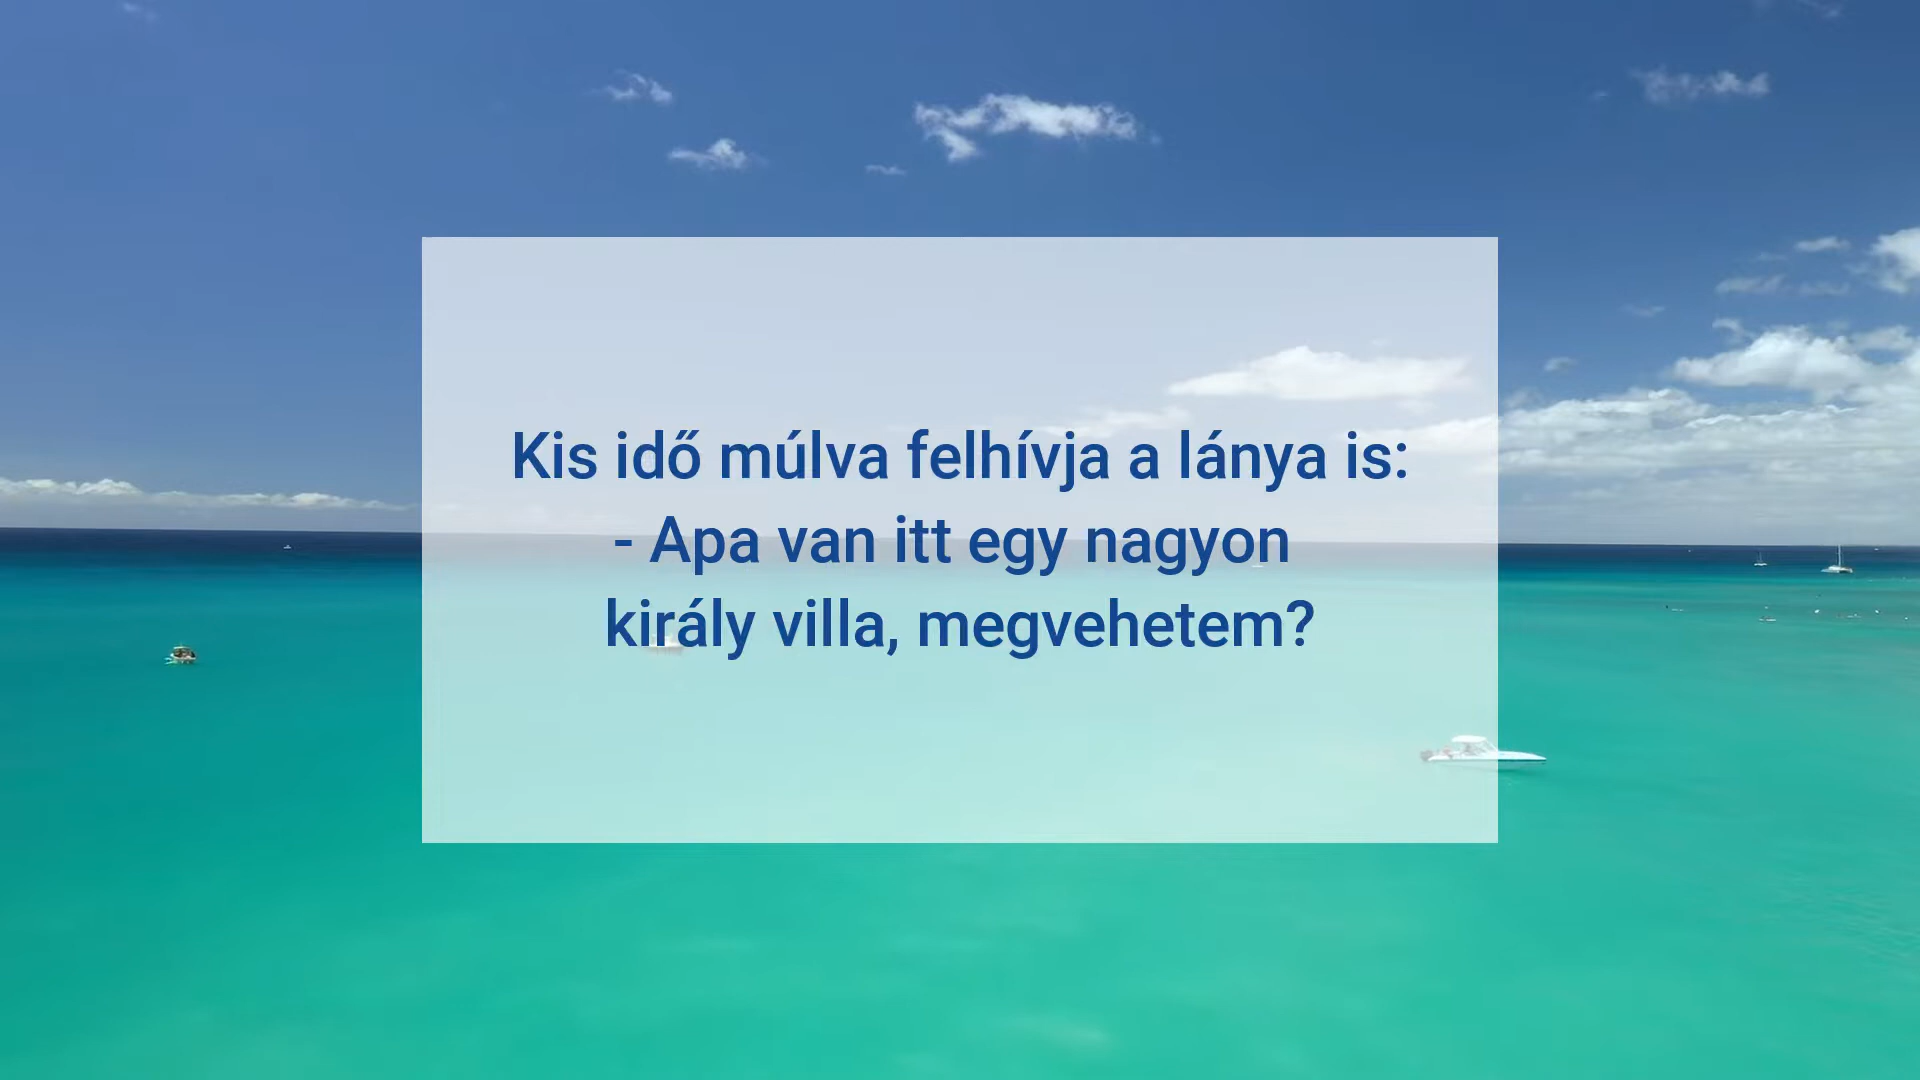 Kis idő múlva felhívja a lánya is:
- Apa van itt egy nagyon
király villa, megvehetem?